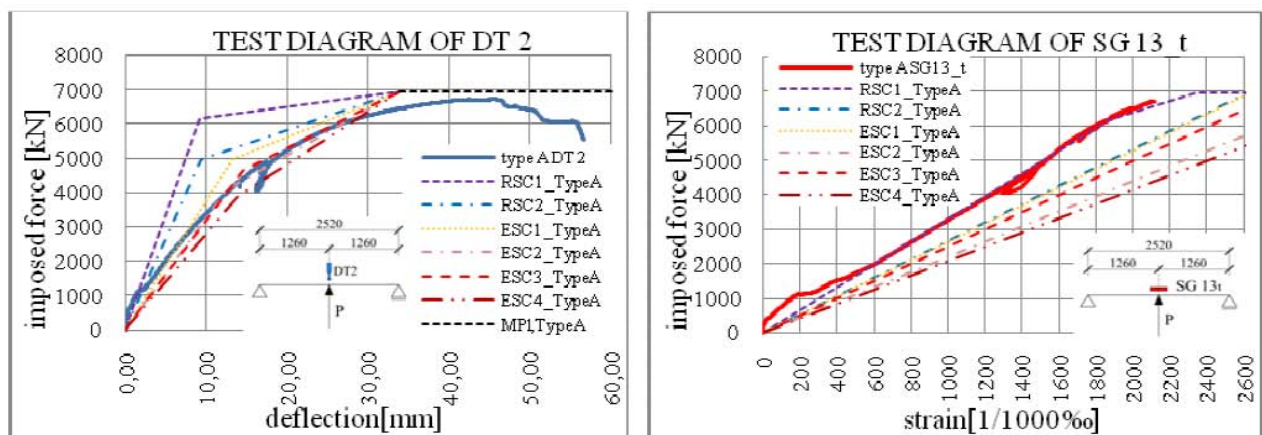 TEST DIAGRAM OF DT 2
imposed force [kN]
8000
7000
6000
5000
4000
3000
2000
1000
0
type ADT2
RSC1_TypeA
RSC2_TypeA
ESC1_TypeA
ESC2_TypeA
ESC3_TypeA
ESC4_TypeA
MPl,TypeA
2520
1260 1260
DT2
P
0,00 10,00 20,00 30,00 40,00 50,00 60,00
deflection[mm]
TEST DIAGRAM OF SG 13_t
imposed force [kN]
8000
7000
6000
5000
4000
3000
2000
1000
0
type ASG13_t
RSC1_TypeA
RSC2_TypeA
ESC1_TypeA
ESC2_TypeA
ESC3_TypeA
ESC4_TypeA
2520
1260 1260
SG 13t
P
0 200 400 600 800 1000 1200 1400 1600 1800 2000 2200 2400 2600
strain[1/1000‰]